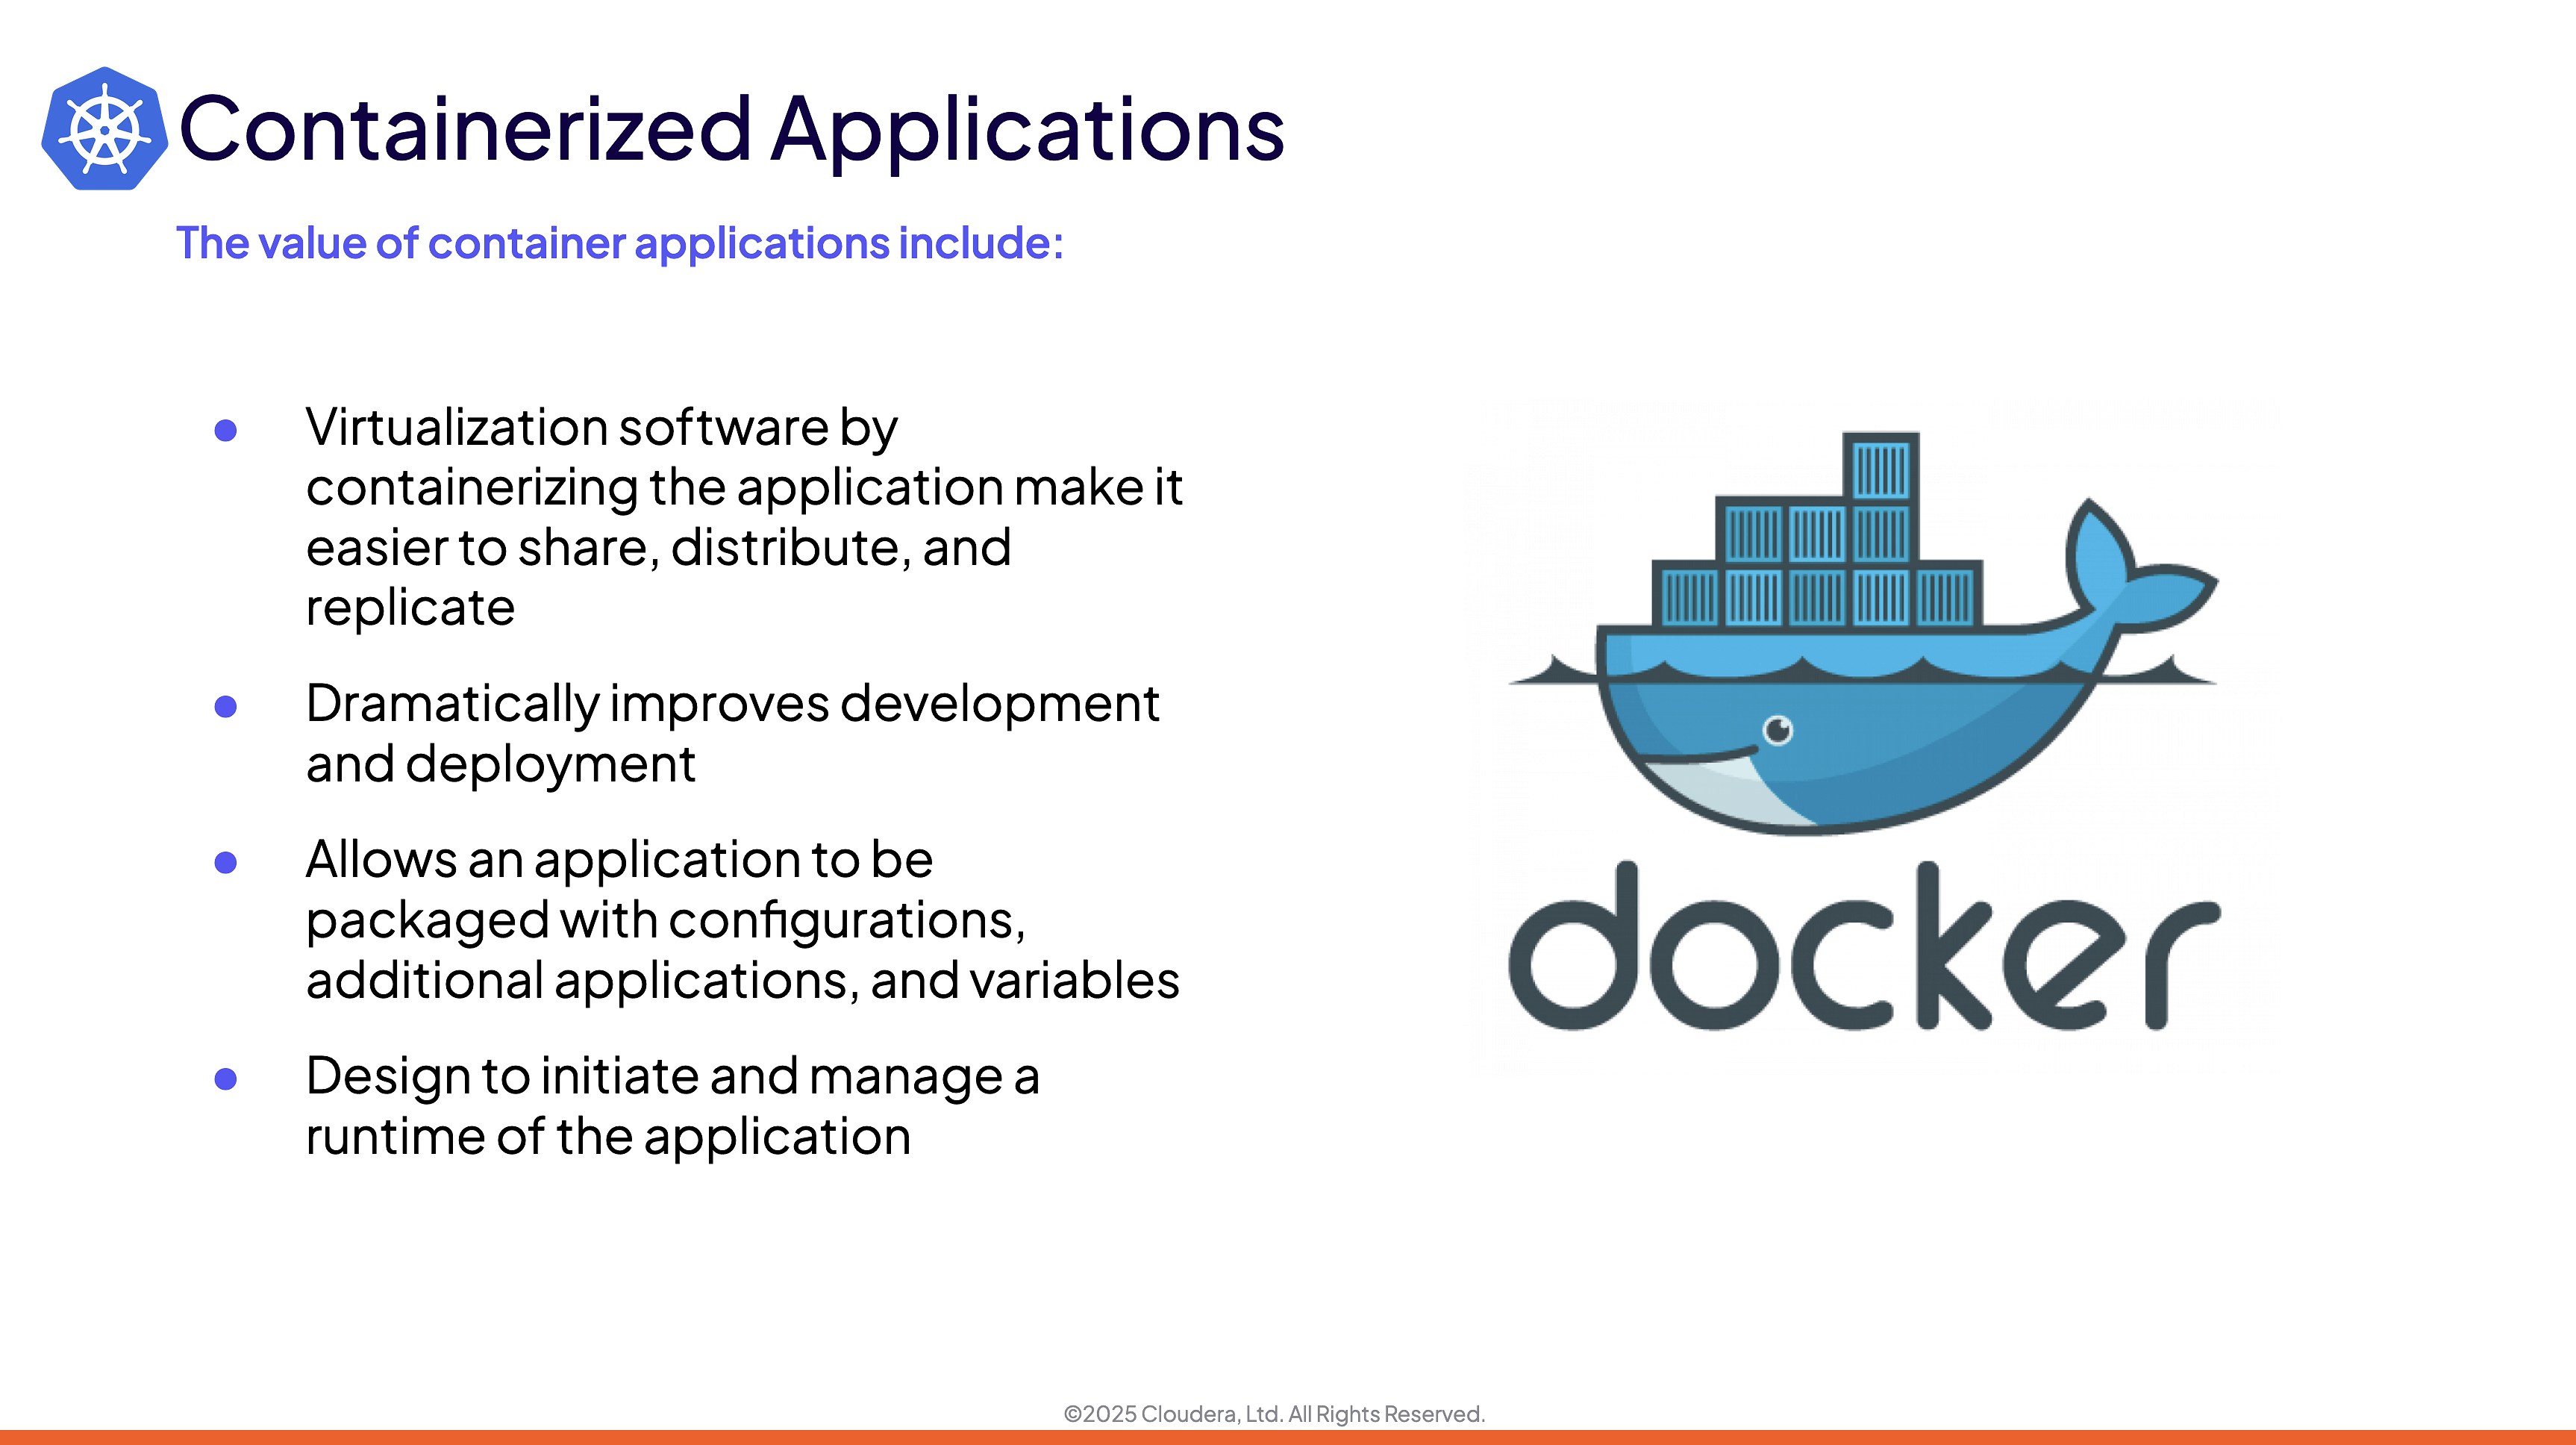 Containerized Applications
The value of container applications include:
● Virtualization software by
containerizing the application make it
easier to share, distribute, and
replicate
● Dramatically improves development
and deployment
● Allows an application to be
packaged with configurations,
additional applications, and variables
● Design to initiate and manage a
runtime of the application
docker
©2025 Cloudera, Ltd. All Rights Reserved.